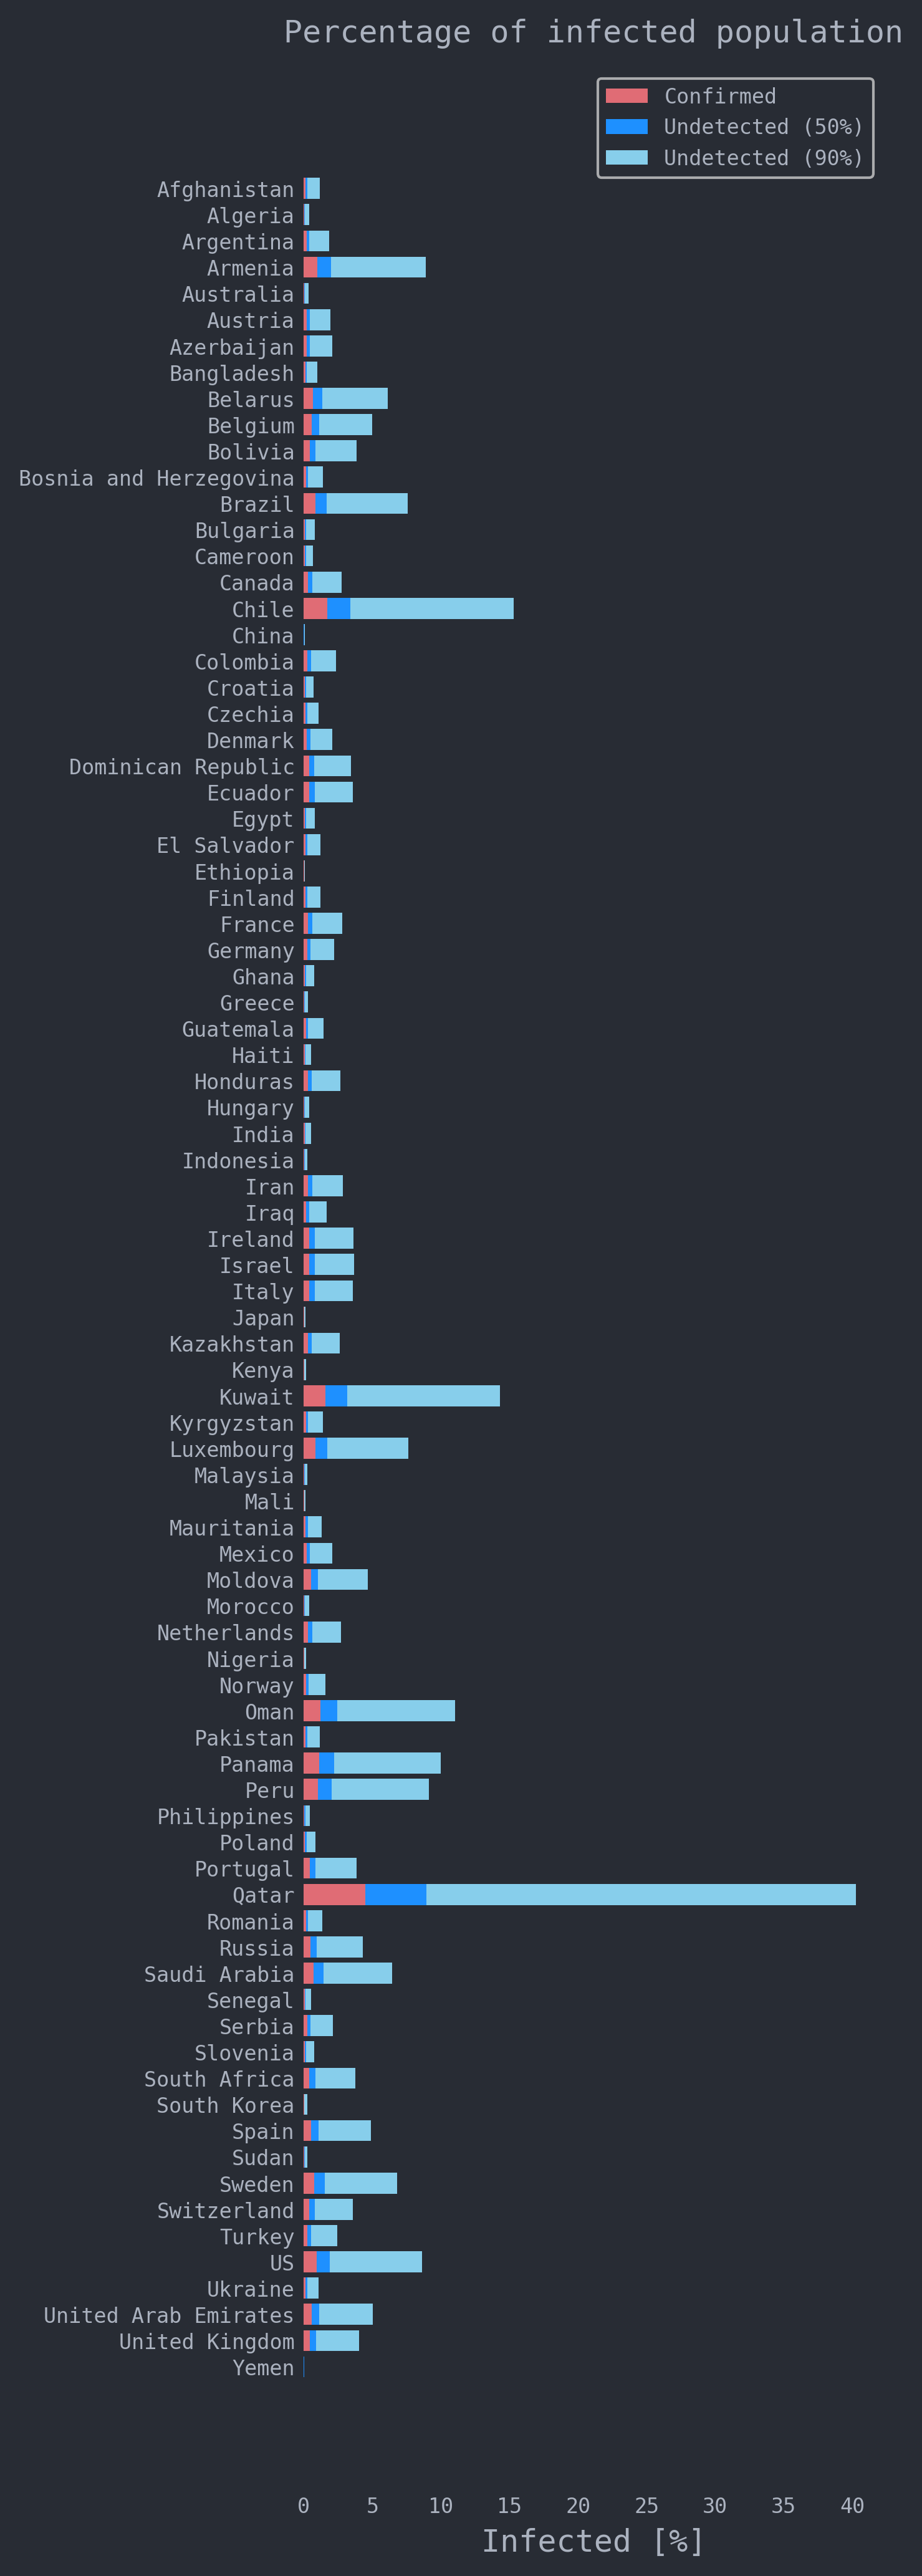 Percentage of infected population
Confirmed
Undetected (50%)
Undetected (90%)
Afghanistan
Algeria
Argentina
Armenia
Australia
Austria
Azerbaijan
Bangladesh
Belarus
Belgium
Bolivia
Bosnia and Herzegovina
Brazil
Bulgaria
Cameroon
Canada
Chile
China
Colombia
Croatia
Czechia
Denmark
Dominican Republic
Ecuador
Egypt
El Salvador
Ethiopia
Finland
France
Germany
Ghana
Greece
Guatemala
Haiti
Honduras
Hungary
India
Indonesia
Iran
Iraq
Ireland
Israel
Italy
Japan
Kazakhstan
Kenya
Kuwait
Kyrgyzstan
Luxembourg
Malaysia
Mali
Mauritania
Mexico
Moldova
Morocco
Netherlands
Nigeria
Norway
Oman
Pakistan
Panama
Peru
Philippines
Poland
Portugal
Qatar
Romania
Russia
Saudi Arabia
Senegal
Serbia
Slovenia
South Africa
South Korea
Spain
Sudan
Sweden
Switzerland
Turkey
US
Ukraine
United Arab Emirates
United Kingdom
Yemen
0 5 10 15 20 25 30 35 40
Infected [%]